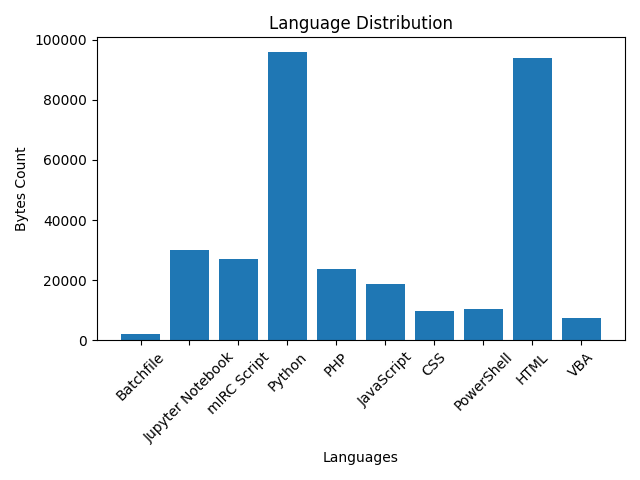 Language Distribution
Bytes Count
100000
80000
60000
40000
20000
0
Batchfile
Jupyter Notebook
mIRC Script
Python
PHP
JavaScript
CSS
PowerShell
HTML
VBA
Languages